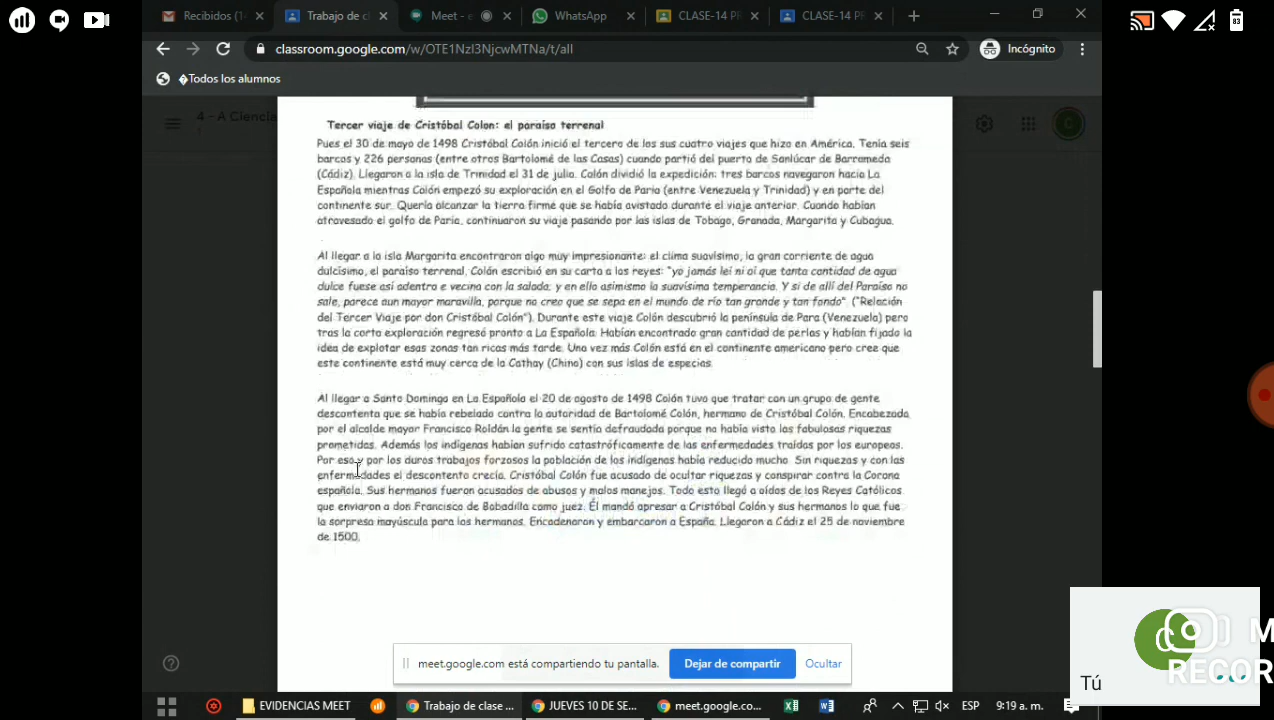 Recibidos (1
Trabajo de c
Meet - e
WhatsApp
CLASE-14 P
CLASE-14 P
83
classroom.google.com/w/OTE1NzI3NjcwMTNa/t/all
Incógnito
Todos los alumnos
4 - A Ciencia
Tercer viaje de Cristóbal Colon: el paraíso terrenal
Pues el 30 de mayo de 1498 Cristóbal Colón inició el tercero de los sus cuatro viajes que hizo en América. Tenía seis
barcos y 226 personas (entre otros Bartolomé de las Casas) cuando partió del puerto de Sanlúcar de Barrameda
(Cádiz). Llegaron a la isla de Trinidad el 31 de julio. Colón dividió la expedición: tres barcos navegaron hacia La
Española mientras Colón empezó su exploración en el Golfo de Paria (entre Venezuela y Trinidad) y en parte del
continente sur. Quería alcanzar la tierra firme que se había avistado durante el viaje anterior. Cuando habían
atravesado el golfo de Paria, continuaron su viaje pasando por las islas de Tobago, Granada, Margarita y Cubagua.
Al llegar a la isla Margarita encontraron algo muy impresionante: el clima suavísimo, la gran corriente de agua
dulcísimo, el paraíso terrenal. Colón escribió en su carta a los reyes: "yo jamás leí ni oí que tanta cantidad de agua
dulce fuese así adentro e vecina con la salada; y en ello asimismo la suavísima temperancia. Y si de allí del Paraíso no
sale, parece aun mayor maravilla, porque no creo que se sepa en el mundo de río tan grande y tan fondo". ("Relación
del Tercer Viaje por don Cristóbal Colón"). Durante este viaje Colón descubrió la península de Para (Venezuela) pero
tras la corta exploración regresó pronto a La Española. Habían encontrado gran cantidad de perlas y habían fijado la
idea de explotar esas zonas tan ricas más tarde. Una vez más Colón está en el continente americano pero cree que
este continente está muy cerca de la Cathay (China) con sus islas de especias.
Al llegar a Santo Domingo en La Española el 20 de agosto de 1498 Colón tuvo que tratar con un grupo de gente
descontenta que se había rebelado contra la autoridad de Bartolomé Colón, hermano de Cristóbal Colón. Encabezada
por el alcalde mayor Francisco Roldán la gente se sentía defraudada porque no había visto las fabulosas riquezas
prometidas. Además los indígenas habían sufrido catastróficamente de las enfermedades traídas por los europeos.
Por eso y por los duros trabajos forzosos la población de los indígenas había reducido mucho. Sin riquezas y con las
enfermedades el descontento crecía. Cristóbal Colón fue acusado de ocultar riquezas y conspirar contra la Corona
española. Sus hermanos fueron acusados de abusos y malos manejos. Todo esto llegó a oídos de los Reyes Católicos
que enviaron a don Francisco de Bobadilla como juez. Él mandó apresar a Cristóbal Colón y sus hermanos lo que fue
la sorpresa mayúscula para los hermanos. Encadenaron y embarcaron a España. Llegaron a Cádiz el 25 de noviembre
de 1500.
meet.google.com está compartiendo tu pantalla.
Dejar de compartir
Ocultar
C
M
RECOR
Tú
EVIDENCIAS MEET
Trabajo de clase ...
JUEVES 10 DE SE...
meet.google.co...
ESP
9:19 a. m.